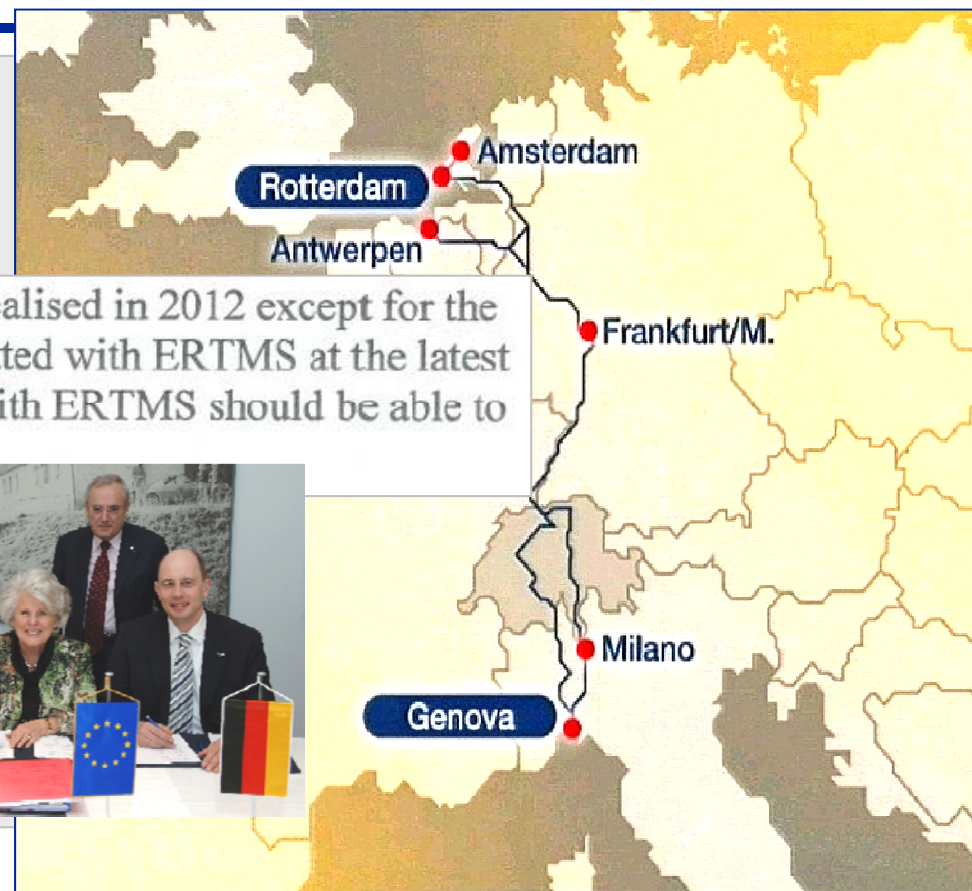 Amsterdam
Rotterdam
Antwerpen
alised in 2012 except for the
ted with ERTMS at the latest
ith ERTMS should be able to
Frankfurt/M.
Milano
Genova